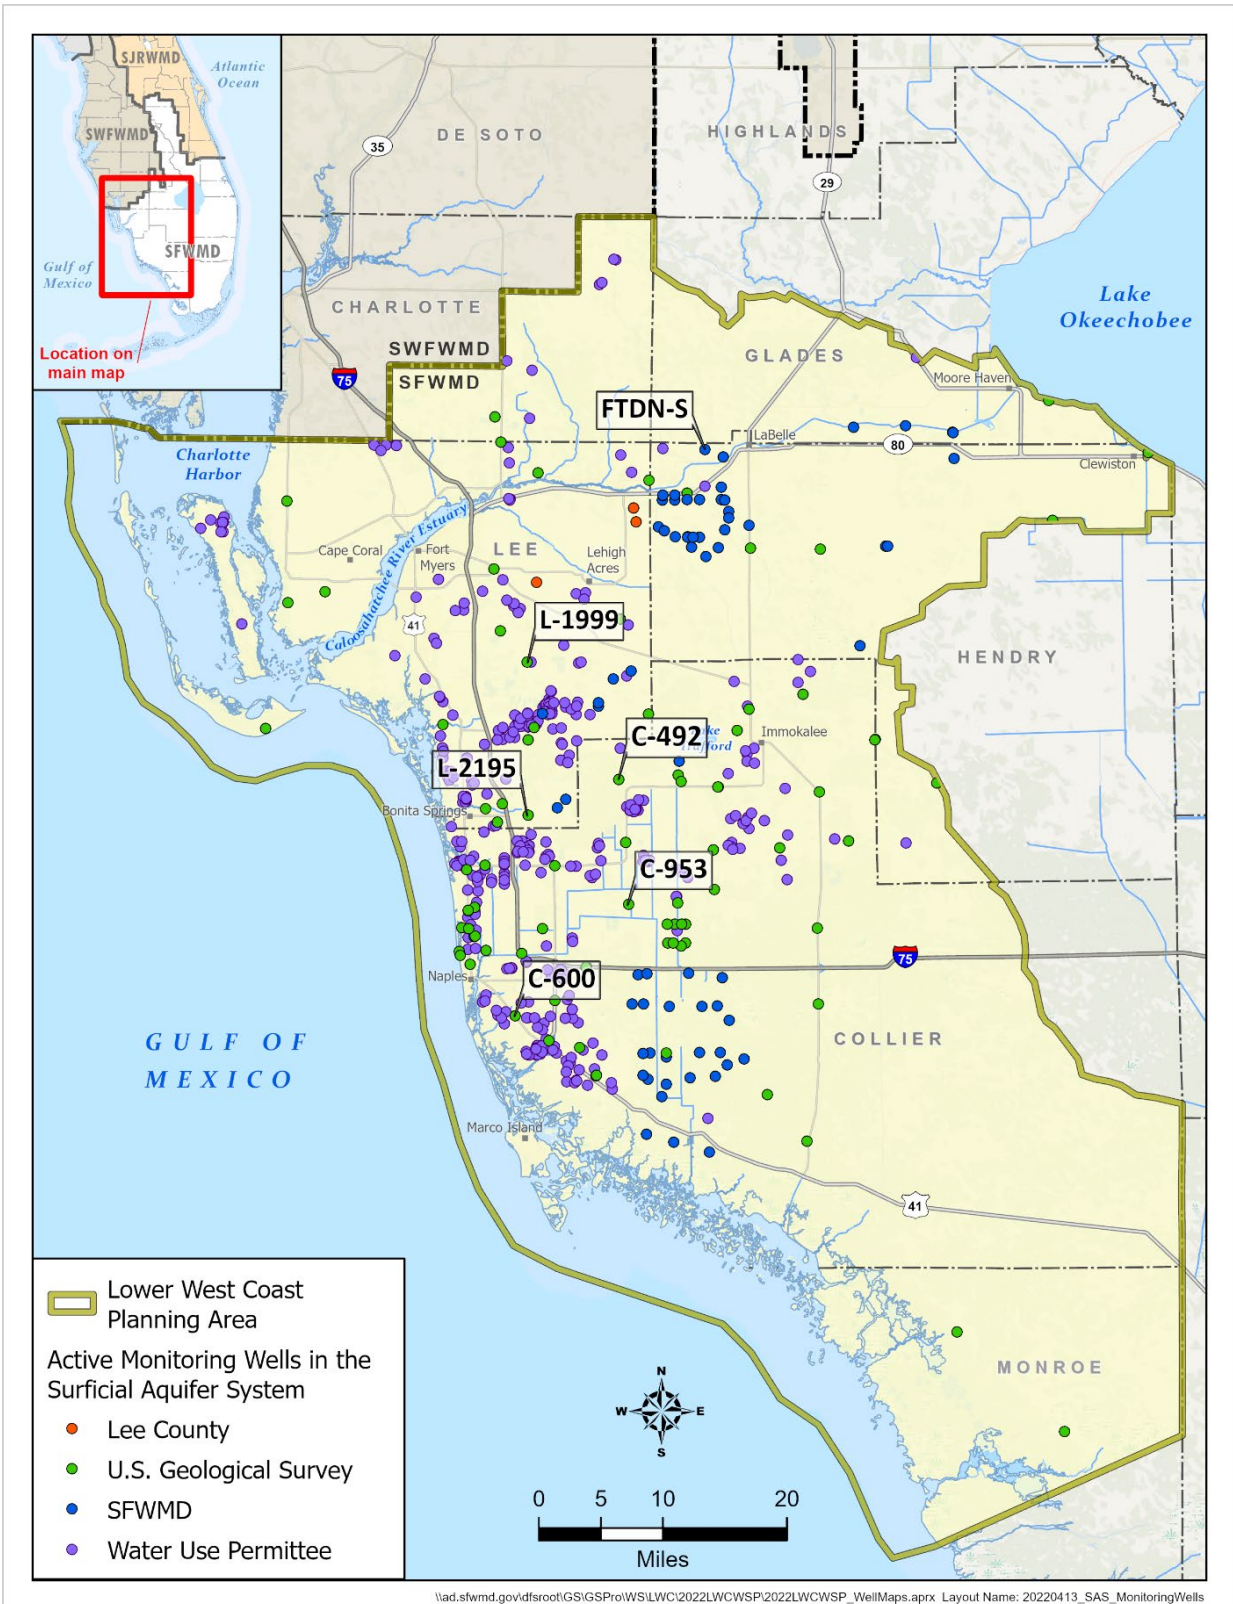 SJRWMD
Atlantic
Ocean
SWFWMD
SFWMD
Gulf of
Mexico
Location on
main map
35
DE SOTO
HIGHLANDS
29
CHARLOTTE
SWFWMD
SFWMD
75
Lake
Okeechobee
GLADES
Moore Haven
FTDN-S
LaBelle
80
Clewiston
Charlotte
Harbor
Caloosahatchee River Estuary
Cape Coral
Fort
Myers
LEE
Lehigh
Acres
41
L-1999
HENDRY
C-492
Immokalee
L-2195
Bonita Springs
C-953
75
Naples
C-600
COLLIER
GULF OF
MEXICO
Marco Island
41
MONROE
Lower West Coast
Planning Area
Active Monitoring Wells in the
Surficial Aquifer System
Lee County
U.S. Geological Survey
SFWMD
Water Use Permittee
N
W E
S
0 5 10 20
Miles
\\ad.sfwmd.gov\dfsroot\GS\GSPro\WS\LWC\2022LWCWSP\2022LWCWSP_WellMaps.aprx Layout Name: 20220413_SAS_MonitoringWells